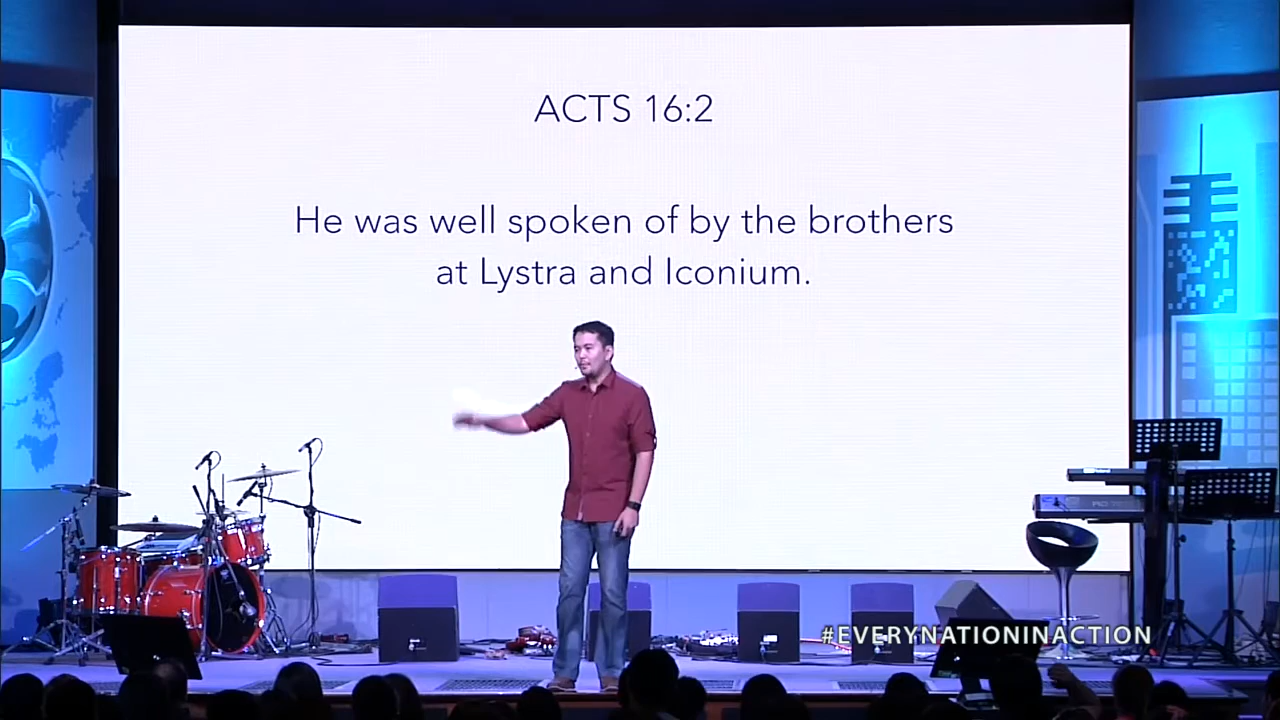 ACTS 16:2
He was well spoken of by the brothers
at Lystra and Iconium.
#EVERYNATIONINACTION